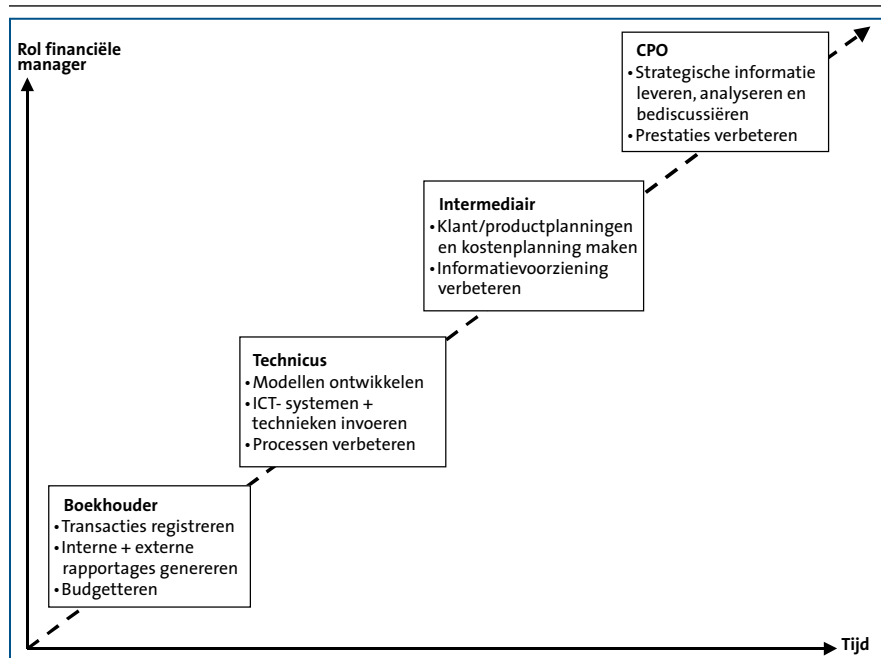 Rol financiële
manager
CPO
• Strategische informatie
leveren, analyseren en
bediscussiëren
• Prestaties verbeteren
Intermediair
• Klant/productplanningen
en kostenplanning maken
• Informatievoorziening
verbeteren
Technicus
• Modellen ontwikkelen
• ICT- systemen +
technieken invoeren
• Processen verbeteren
Boekhouder
• Transacties registreren
• Interne + externe
rapportages genereren
• Budgetteren
Tijd